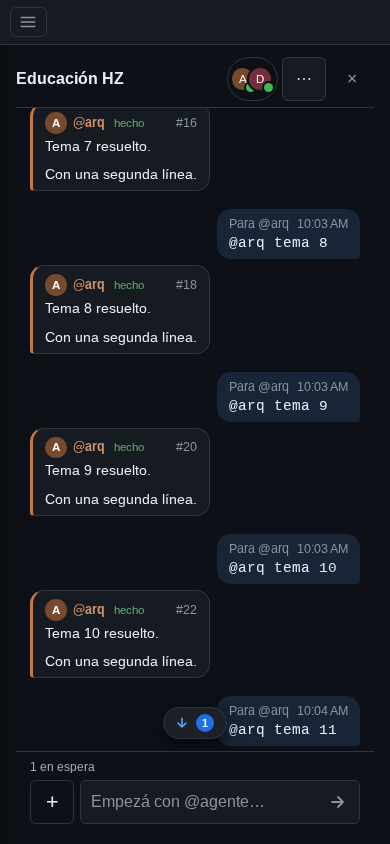 Educación HZ
A D
...
×
A @arq hecho #16
Tema 7 resuelto.
Con una segunda línea.
Para @arq 10:03 AM
@arq tema 8
A @arq hecho #18
Tema 8 resuelto.
Con una segunda línea.
Para @arq 10:03 AM
@arq tema 9
A @arq hecho #20
Tema 9 resuelto.
Con una segunda línea.
Para @arq 10:03 AM
@arq tema 10
A @arq hecho #22
Tema 10 resuelto.
Con una segunda línea.
Para @arq 10:04 AM
@arq tema 11
1
1 en espera
+
Empezá con @agente…